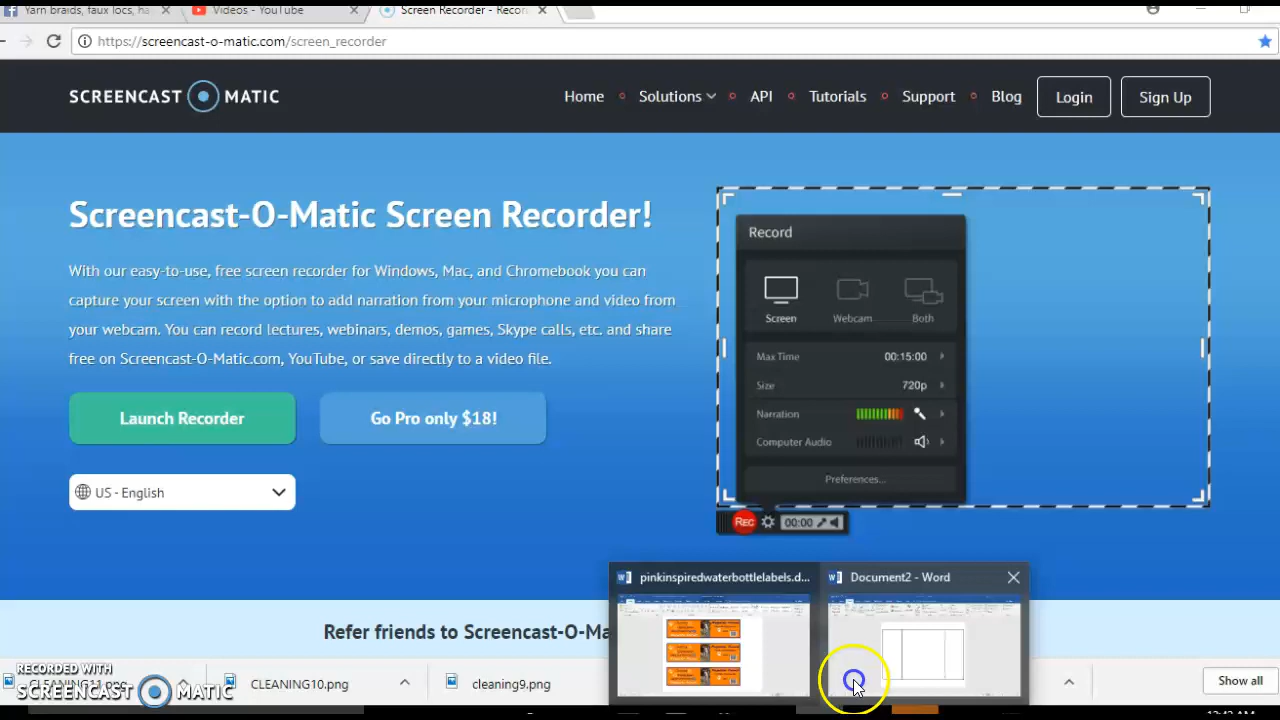 Yarn braids, faux locs, ha
Videos - YouTube
Screen Recorder - Recor
https://screencast-o-matic.com/screen_recorder
SCREENCAST MATIC
Home
Solutions
API
Tutorials
Support
Blog
Login
Sign Up
Screencast-O-Matic Screen Recorder!
With our easy-to-use, free screen recorder for Windows, Mac, and Chromebook you can
capture your screen with the option to add narration from your microphone and video from
your webcam. You can record lectures, webinars, demos, games, Skype calls, etc. and share
free on Screencast-O-Matic.com, YouTube, or save directly to a video file.
Launch Recorder
Go Pro only $18!
US - English
Record
Screen
Webcam
Both
Max Time 00:15:00
Size 720p
Narration
Computer Audio
Preferences...
REC 00:00
pinkinspiredwaterbottlelabels.d...
Document2 - Word
Refer friends to Screencast-O-Ma
RECORDED WITH
SCREENCAST MATIC
CLEANING10.png
cleaning9.png
Show all